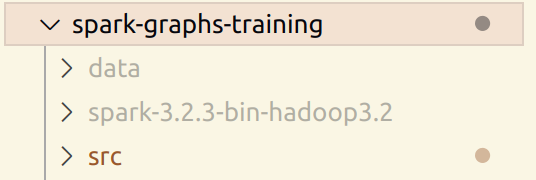 spark-graphs-training
data
spark-3.2.3-bin-hadoop3.2
src